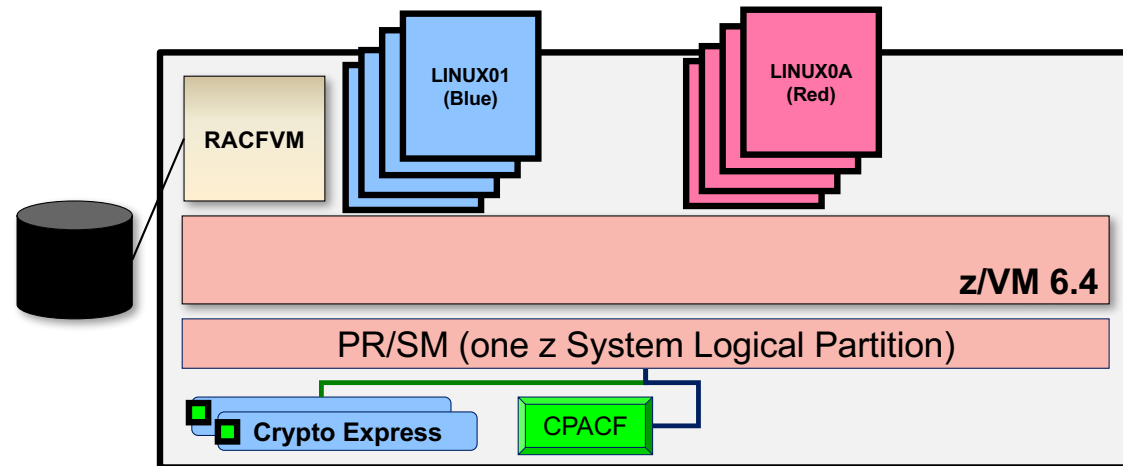 LINUX01
(Blue)
LINUX0A
(Red)
RACFVM
z/VM 6.4
PR/SM (one z System Logical Partition)
Crypto Express
CPACF